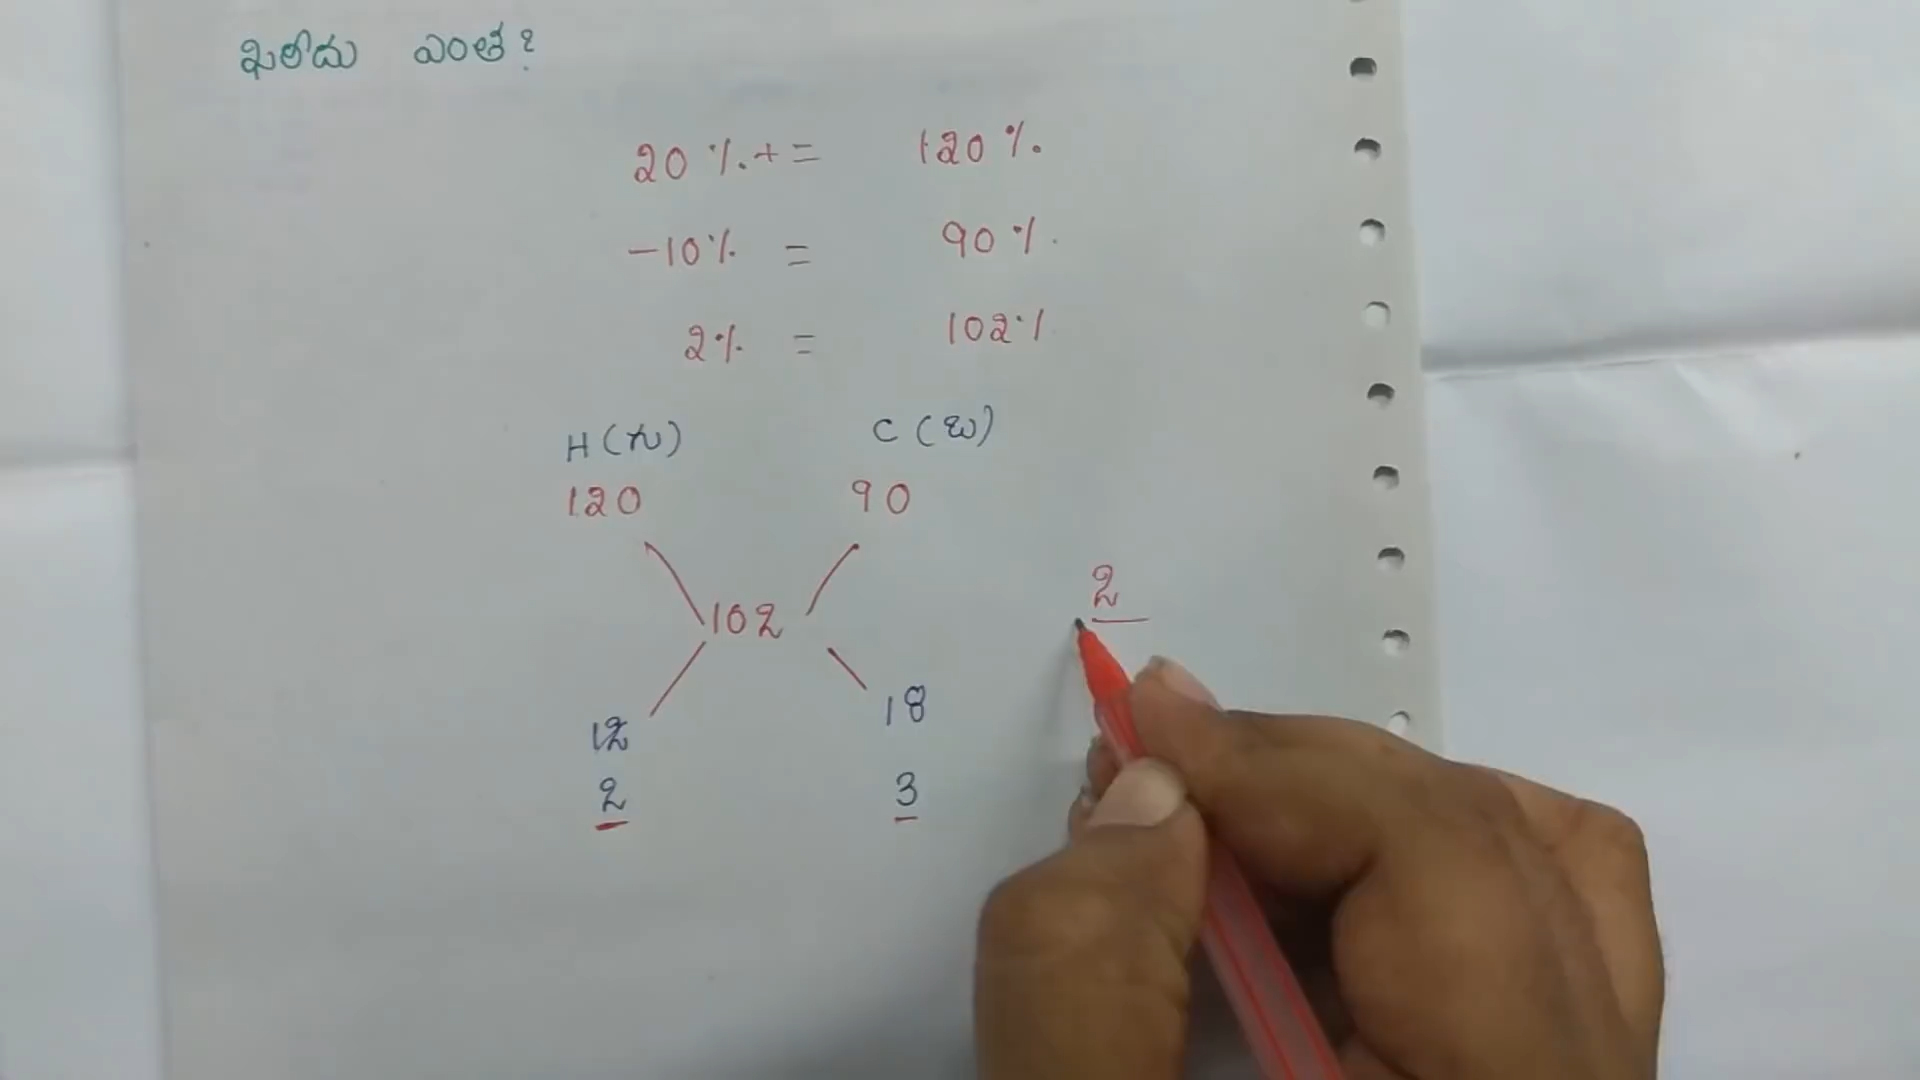 ఖరీదు ఎంత?
20 %. + = 120 %.
-10% = 90 %.
2% = 102%
H (గు) C (బ)
120 90
102
2
12 18
2 3